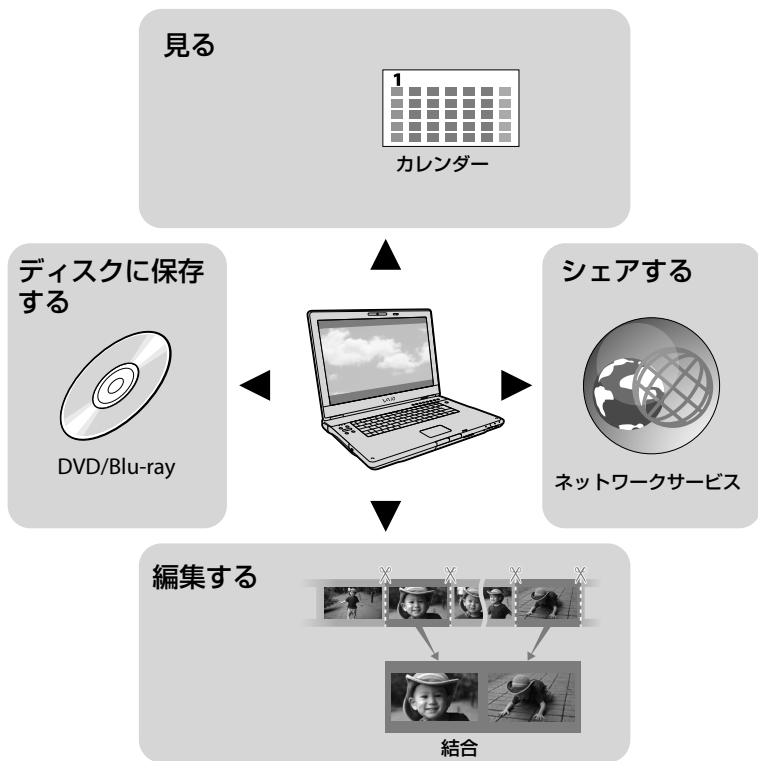 見る
1
カレンダー
ディスクに保存
する
DVD/Blu-ray
シェアする
ネットワークサービス
VAIO
編集する
結合